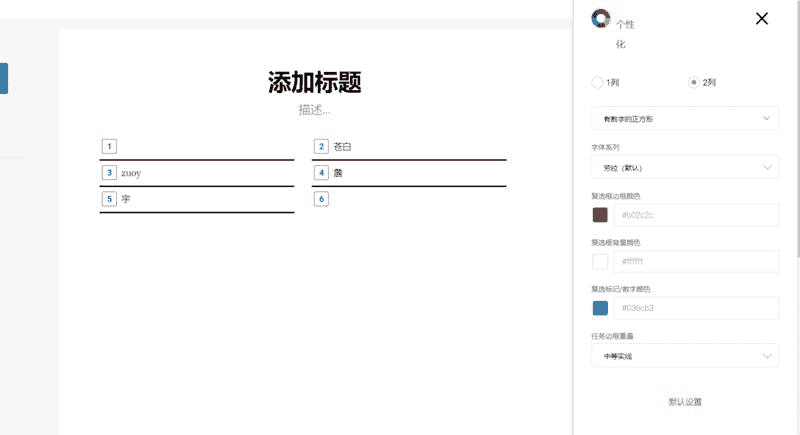 添加标题
描述...
1
2 苍白
3 zuoy
4
5 宇
6
个性
化
1列
2列
有数字的正方形
字体系列
劳拉（默认）
复选框边框颜色
#b02c2c
复选框背景颜色
#ffffff
复选标记/数字颜色
#036cb3
任务边框重量
中等实线
默认设置